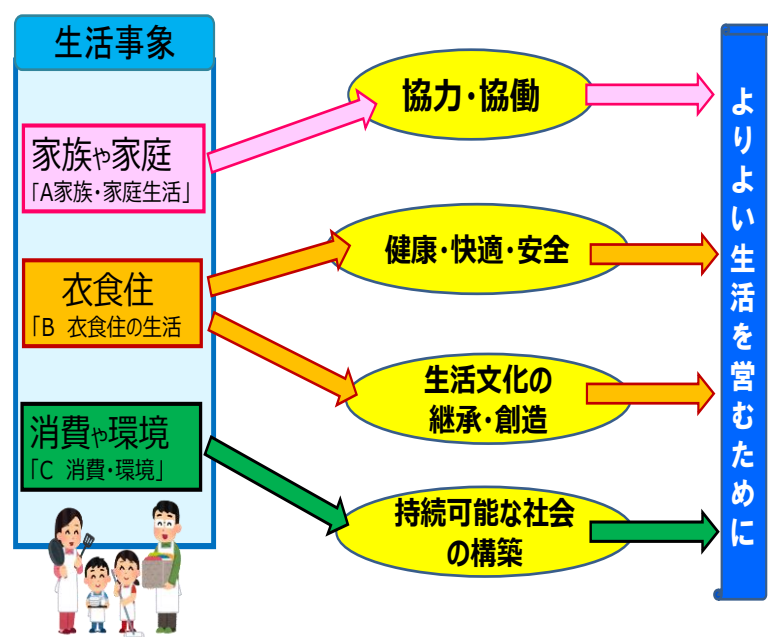 生活事象
家族や家庭
「A家族・家庭生活」
衣食住
「B 衣食住の生活
消費や環境
「C 消費・環境」
協力・協働
健康・快適・安全
生活文化の
継承・創造
持続可能な社会
の構築
よりよい生活を営むために